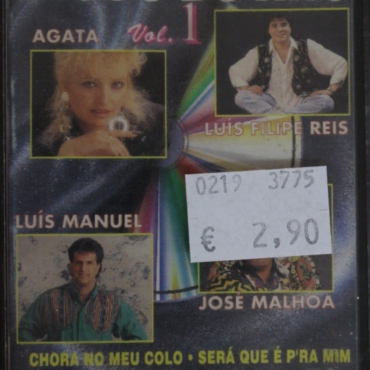 AGATA Vol. 1
LUÍS FILIPE REIS
0219 3775
€ 2,90
LUÍS MANUEL
JOSE MALHOA
CHORA NO MEU COLO • SERÁ QUE É P'RA MIM